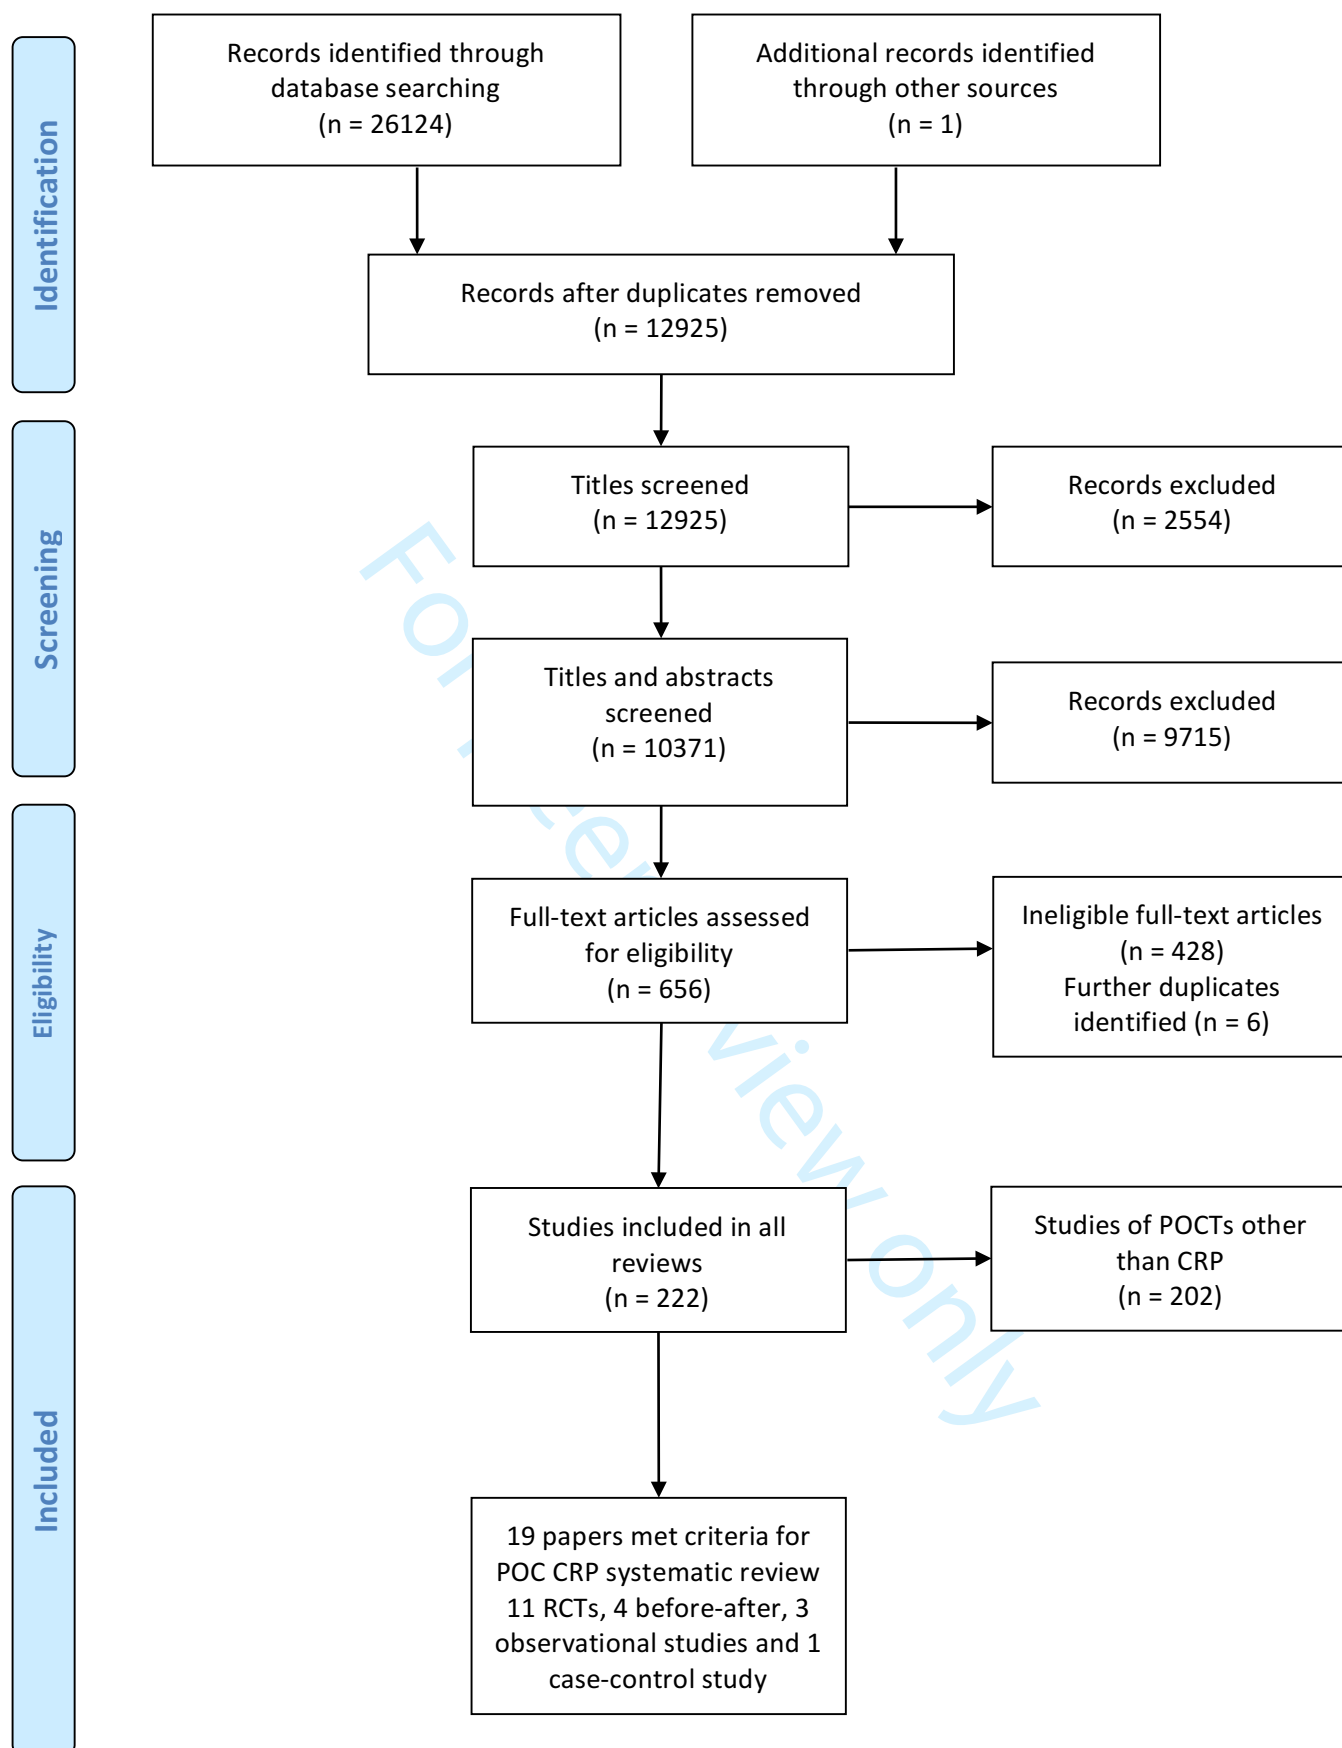 Identification
Records identified through
database searching
(n = 26124)
Additional records identified
through other sources
(n = 1)
Records after duplicates removed
(n = 12925)
Screening
Titles screened
(n = 12925)
Records excluded
(n = 2554)
Titles and abstracts
screened
(n = 10371)
Records excluded
(n = 9715)
Eligibility
Full-text articles assessed
for eligibility
(n = 656)
Ineligible full-text articles
(n = 428)
Further duplicates
identified (n = 6)
Included
Studies included in all
reviews
(n = 222)
Studies of POCTs other
than CRP
(n = 202)
19 papers met criteria for
POC CRP systematic review
11 RCTs, 4 before-after, 3
observational studies and 1
case-control study
For
view only